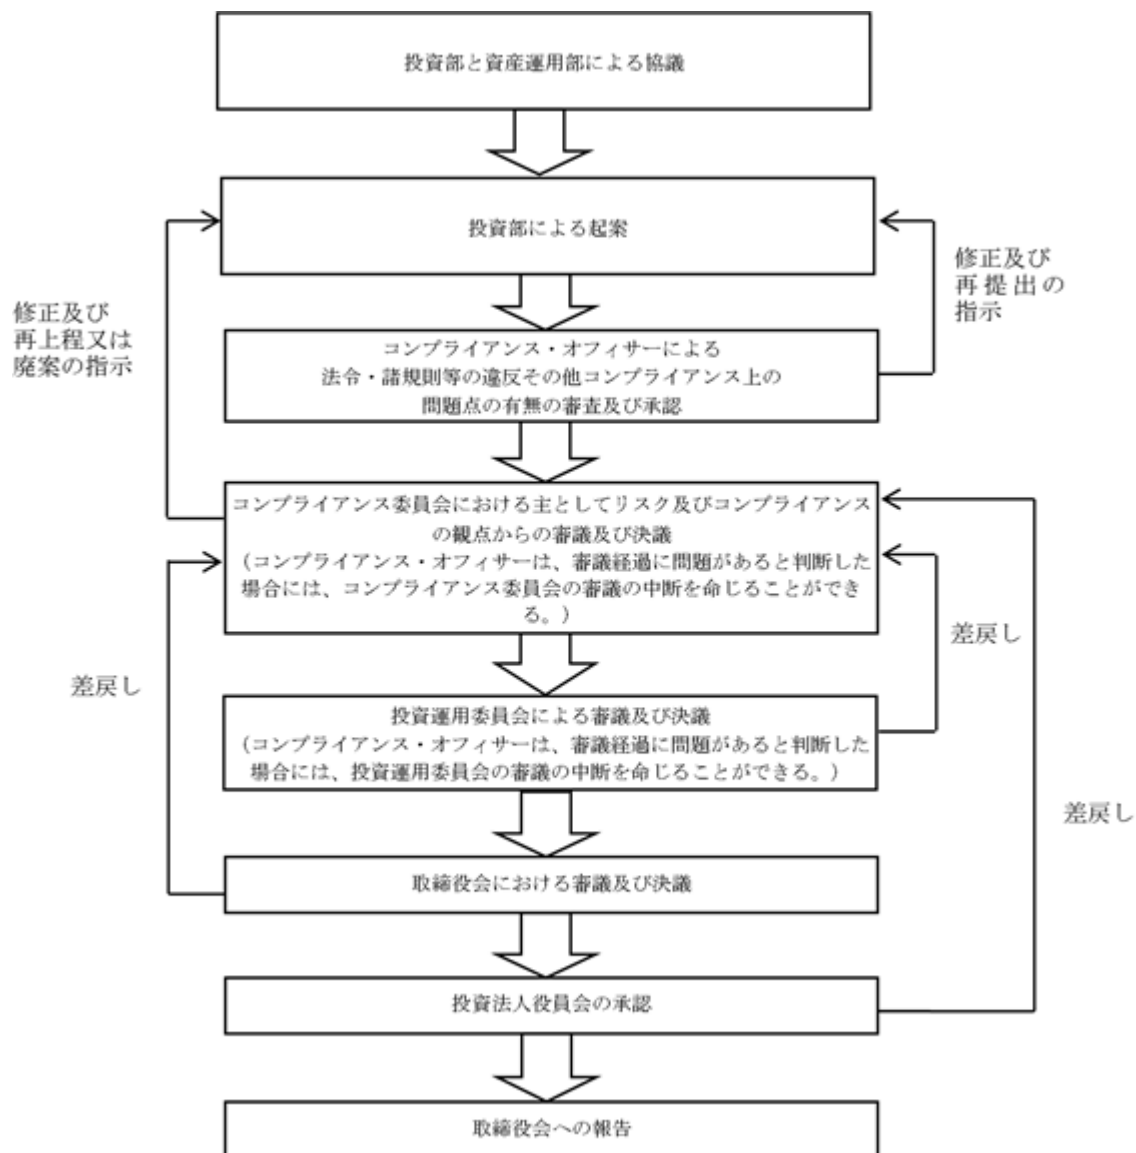 投資部と資産運用部による協議
投資部による起案
修正及び
再提出の
指示
修正及び
再上程又は
廃案の指示
コンプライアンス・オフィサーによる
法令・諸規則等の違反その他コンプライアンス上の
問題点の有無の審査及び承認
コンプライアンス委員会における主としてリスク及びコンプライアンス
の観点からの審議及び決議
（コンプライアンス・オフィサーは、審議経過に問題があると判断した
場合には、コンプライアンス委員会の審議の中断を命じることができ
る。）
差戻し
差戻し
投資運用委員会による審議及び決議
（コンプライアンス・オフィサーは、審議経過に問題があると判断した
場合には、投資運用委員会の審議の中断を命じることができる。）
差戻し
取締役会における審議及び決議
投資法人役員会の承認
取締役会への報告